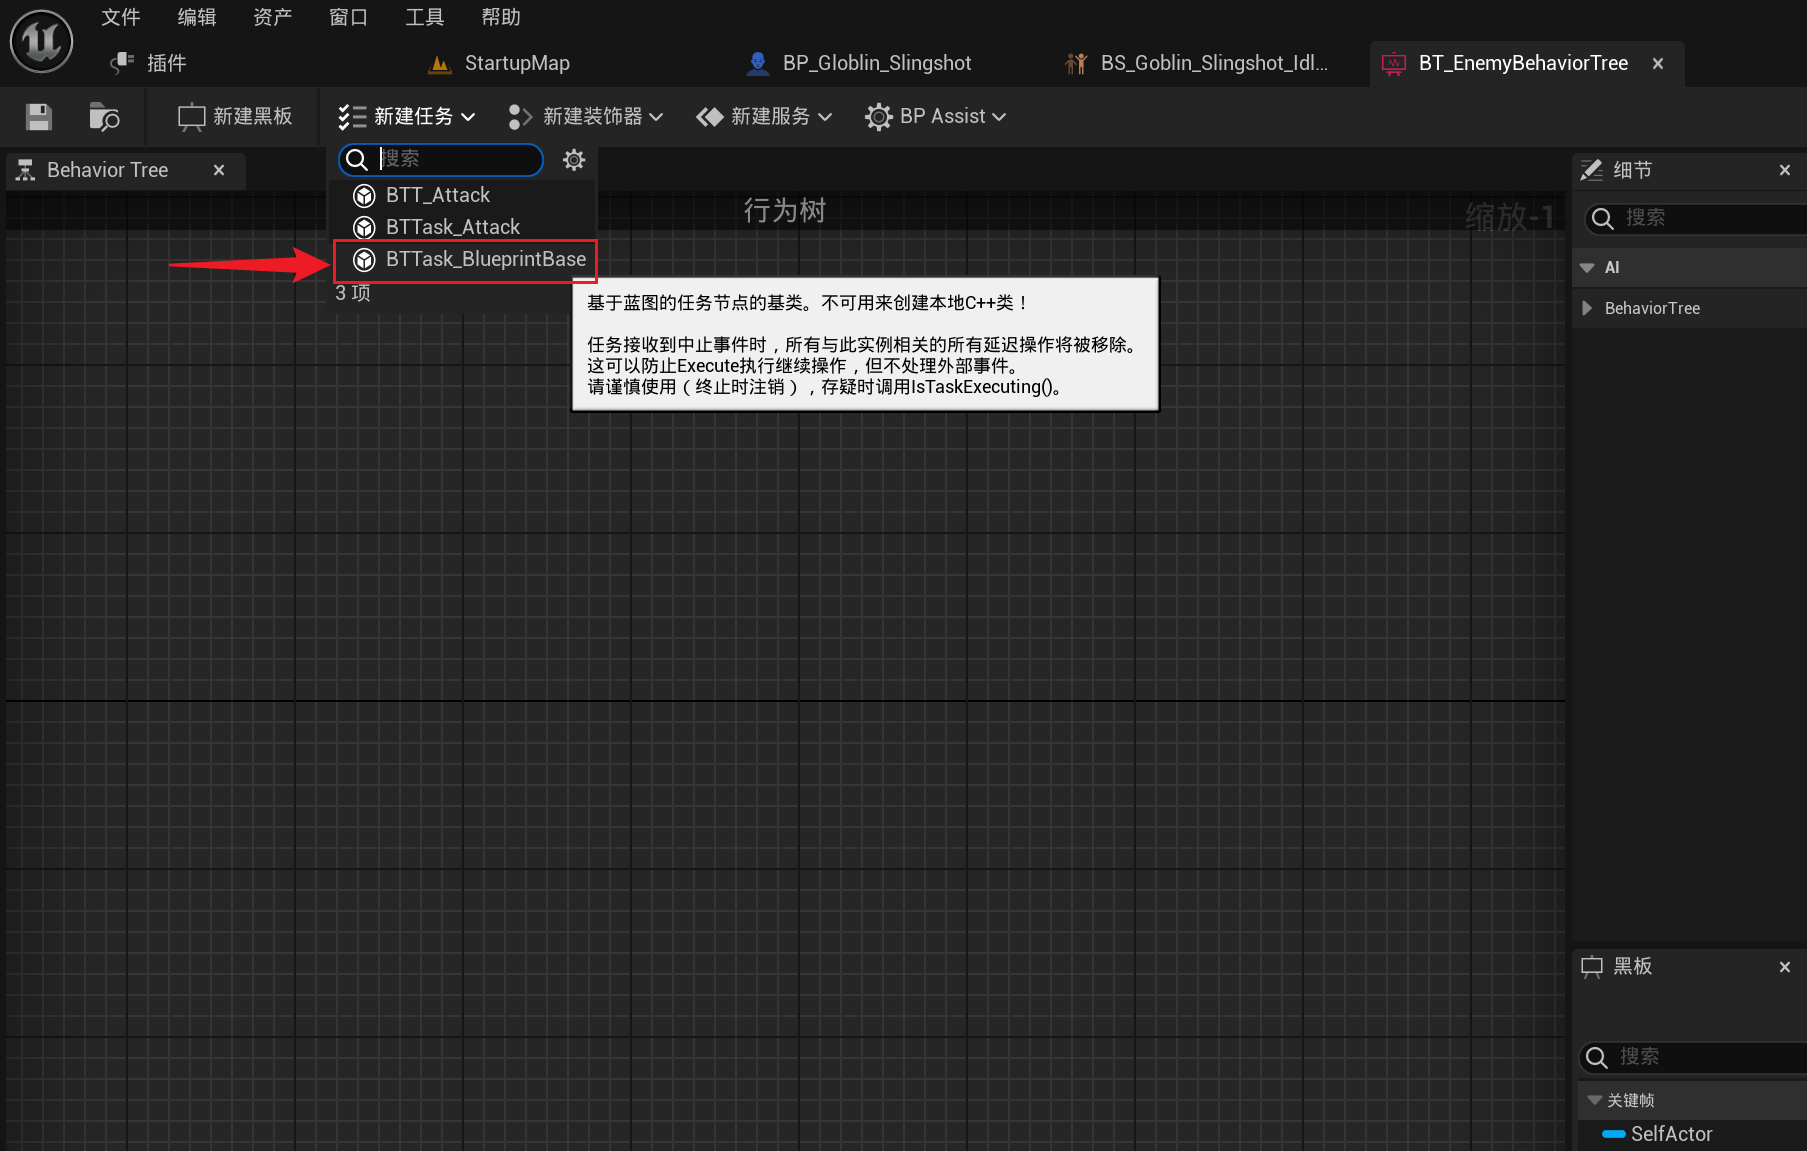 文件 编辑 资产 窗口 工具 帮助
插件 StartupMap BP_Globlin_Slingshot BS_Goblin_Slingshot_Idl... BT_EnemyBehaviorTree
新建黑板 新建任务 新建装饰器 新建服务 BP Assist
Behavior Tree
搜索
BTT_Attack
BTTask_Attack
BTTask_BlueprintBase
3 项
行为树
缩放-1
基于蓝图的任务节点的基类。不可用来创建本地C++类！
任务接收到中止事件时，所有与此实例相关的所有延迟操作将被移除。
这可以防止Execute执行继续操作，但不处理外部事件。
请谨慎使用（终止时注销），存疑时调用IsTaskExecuting()。
细节
搜索
AI
BehaviorTree
黑板
搜索
关键帧
SelfActor